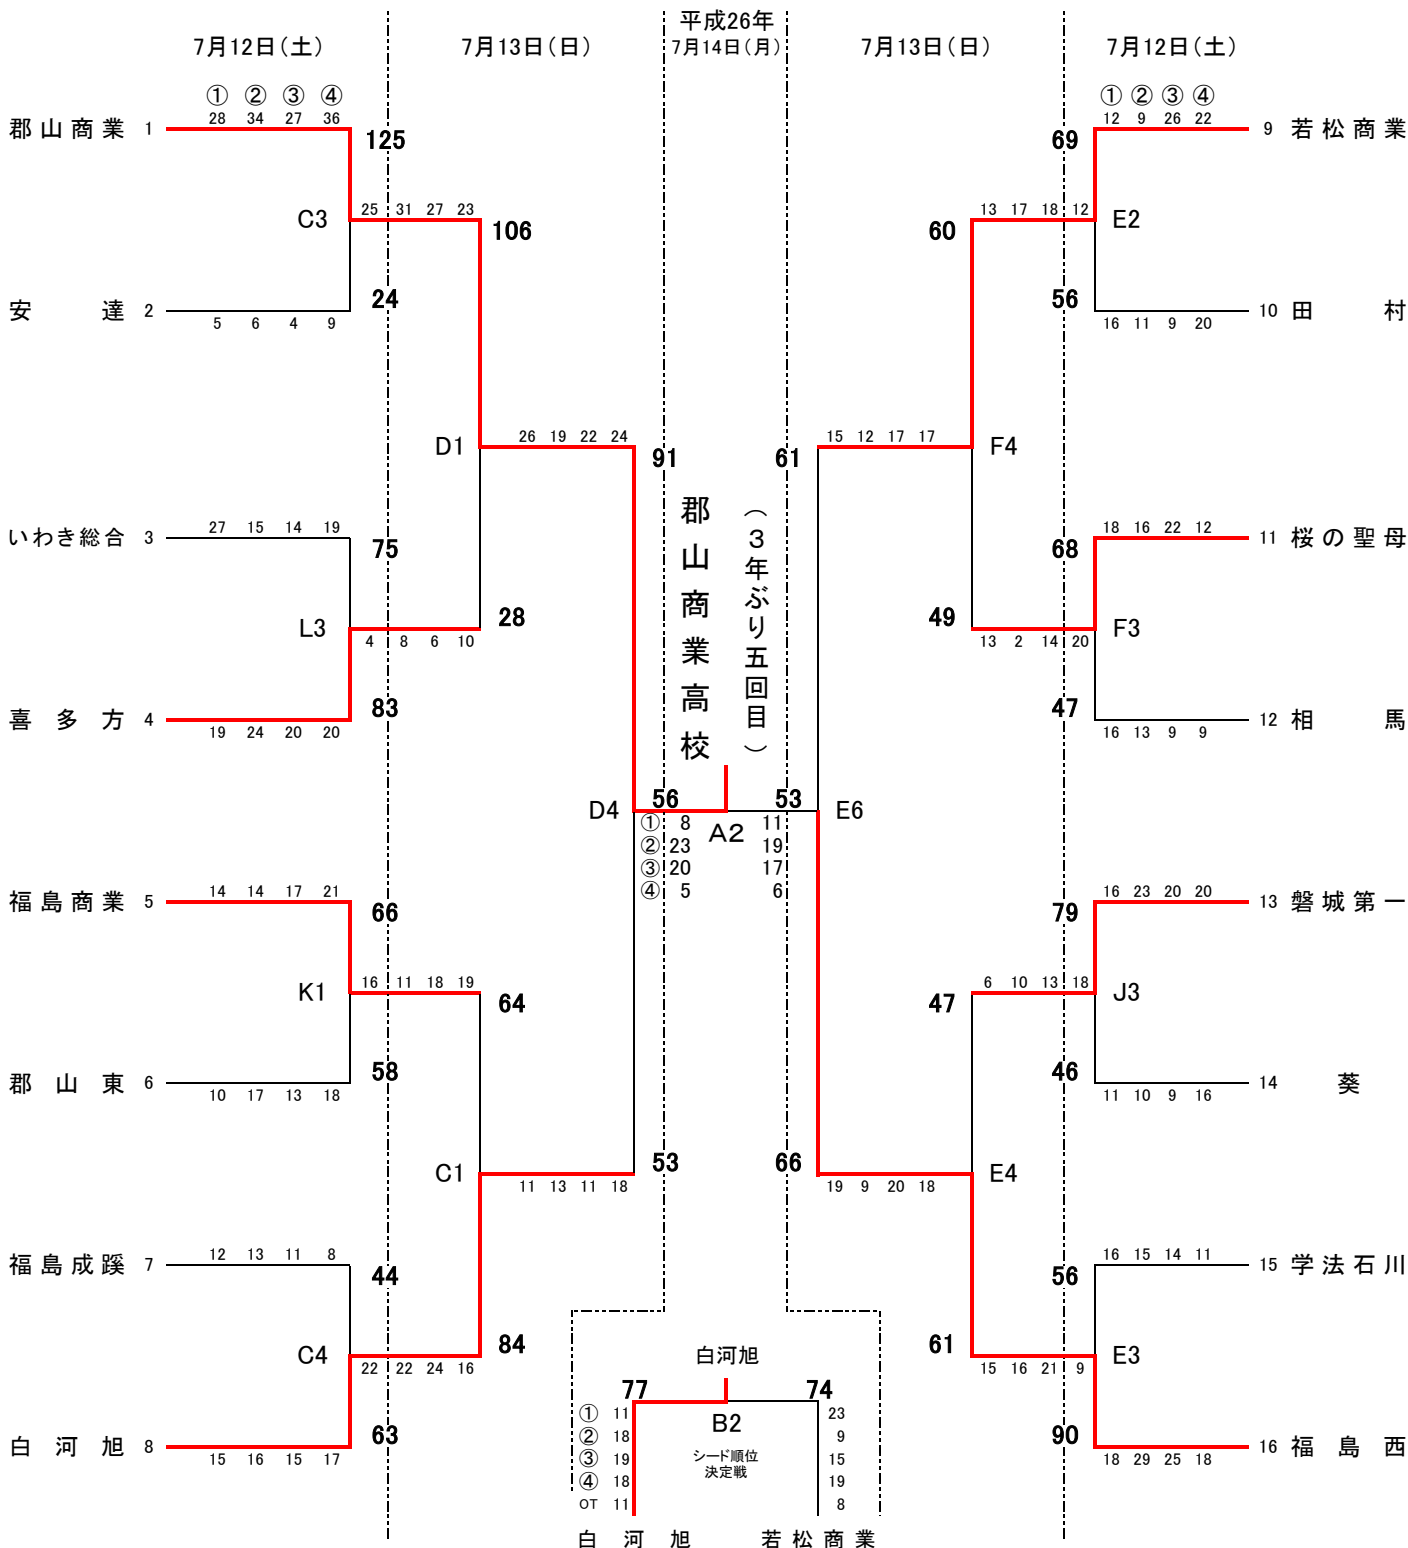 平成26年
7月12日(土) 7月13日(日) 7月14日(月) 7月13日(日) 7月12日(土)
① ② ③ ④ ① ② ③ ④
28 34 27 36 12 9 26 22
郡山商業 1 125 69 9 若松商業
25 31 27 23 13 17 18 12
C3 106 60 E2
24 56
安達 2 10 田村
5 6 4 9 16 11 9 20
26 19 22 24 15 12 17 17
D1 91 61 F4
27 15 14 19 18 16 22 12
いわき総合 3 75 68 11 桜の聖母
郡山商業高校
(3年ぶり五回目)
L3 28 49 F3
4 8 6 10 13 2 14 20
喜多方 4 83 47 12 相馬
19 24 20 20 16 13 9 9
D4 56 53 E6
A2
① 8 11
② 23 19
③ 20 17
④ 5 6
14 14 17 21 16 23 20 20
福島商業 5 66 79 13 磐城第一
16 11 18 19 6 10 13 18
K1 64 47 J3
58 46
郡山東 6 14 葵
10 17 13 18 11 10 9 16
C1 53 66 E4
11 13 11 18 19 9 20 18
12 13 11 8 16 15 14 11
福島成蹊 7 44 56 15 学法石川
C4 84 61 E3
22 22 24 16 15 16 21 9
63 90
白河旭 8 16 福島西
15 16 15 17 18 29 25 18
白河旭
77 74
B2
シード順位
決定戦
① 11 23
② 18 9
③ 19 15
④ 18 19
OT 11 8
白河旭 若松商業